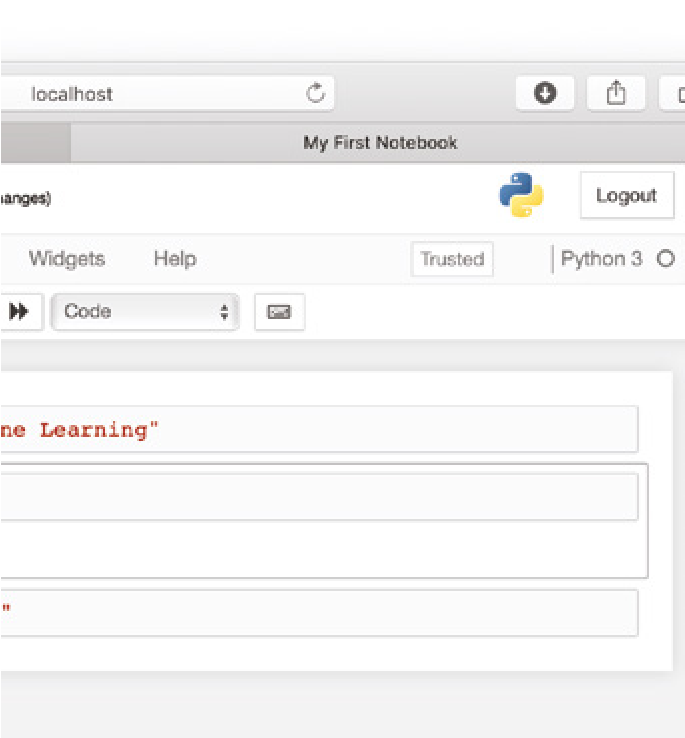 localhost
My First Notebook
anges)
Logout
Widgets Help Trusted Python 3
Code
ne Learning"
"